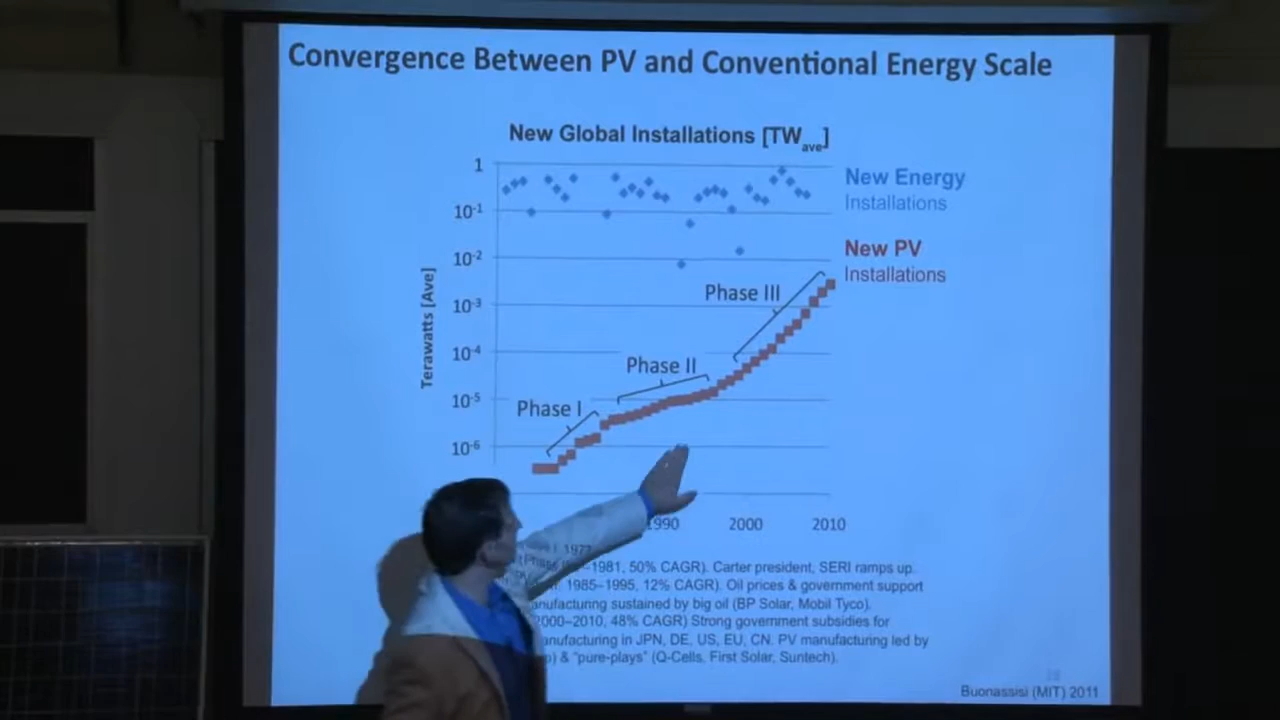 Convergence Between PV and Conventional Energy Scale
New Global Installations [TWave]
1
10-1
10-2
10-3
10-4
10-5
10-6
Terawatts [Ave]
New Energy
Installations
New PV
Installations
Phase III
Phase II
Phase I
1990 2000 2010
1977
–1981, 50% CAGR). Carter president, SERI ramps up.
1985–1995, 12% CAGR). Oil prices & government support
anufacturinng sustained by big oil (BP Solar, Mobil Tyco).
2000–2010, 48% CAGR) Strong government subsidies for
anufacturing in JPN, DE, US, EU, CN. PV manufacturing led by
) & "pure-plays" (Q-Cells, First Solar, Suntech).
28
Buonassisi (MIT) 2011